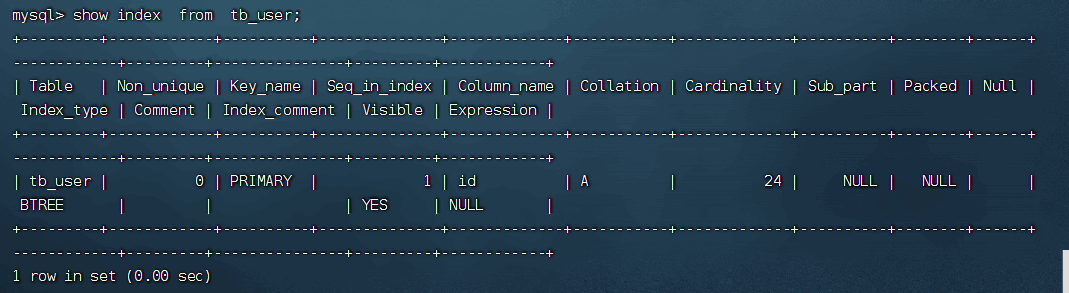 mysql> show index  from  tb_user;
+---------+------------+----------+--------------+-------------+-----------+-------------+----------+--------+------+
------------+---------+---------------+---------+------------+
| Table   | Non_unique | Key_name | Seq_in_index | Column_name | Collation | Cardinality | Sub_part | Packed | Null |
 Index_type | Comment | Index_comment | Visible | Expression |
+---------+------------+----------+--------------+-------------+-----------+-------------+----------+--------+------+
------------+---------+---------------+---------+------------+
| tb_user |          0 | PRIMARY  |            1 | id          | A         |          24 |     NULL |   NULL |      |
 BTREE      |         |               | YES     | NULL       |
+---------+------------+----------+--------------+-------------+-----------+-------------+----------+--------+------+
------------+---------+---------------+---------+------------+
1 row in set (0.00 sec)